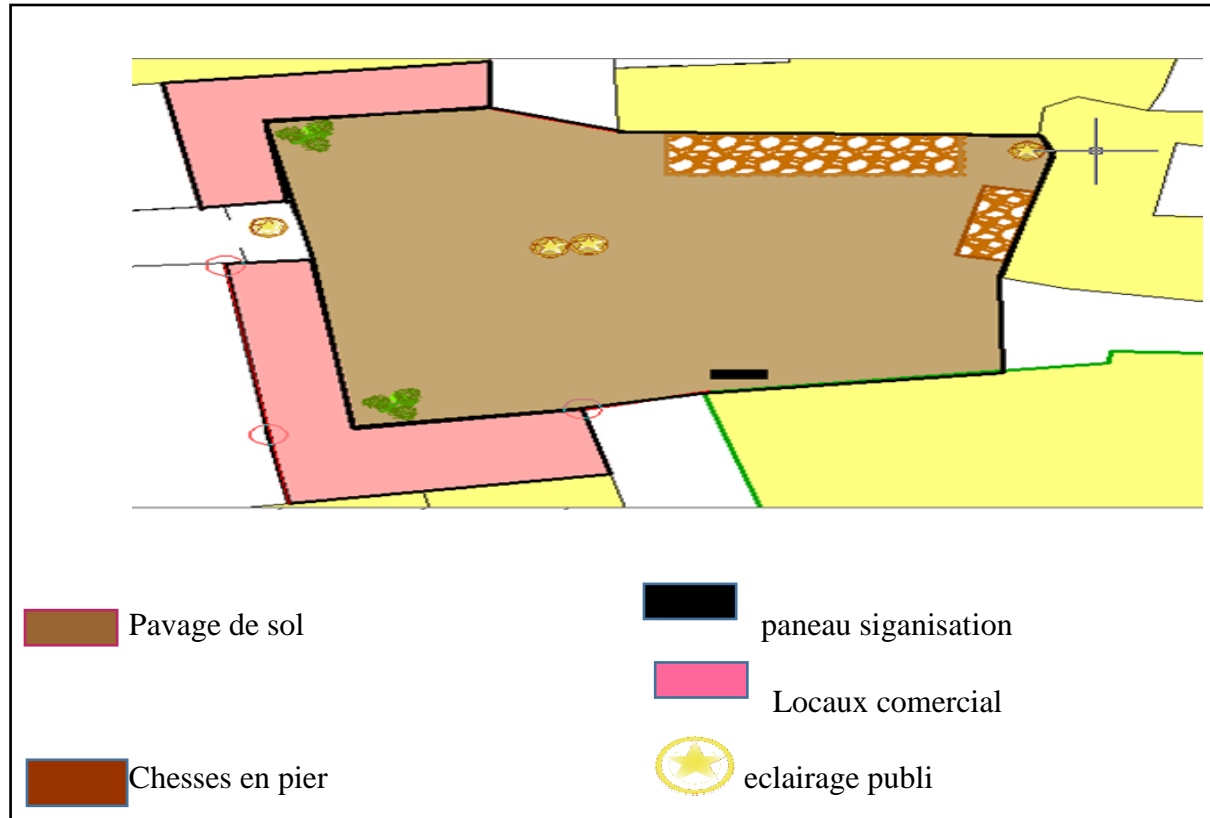 Pavage de sol
paneau siganisation
Locaux comercial
Chesses en pier
eclairage publi